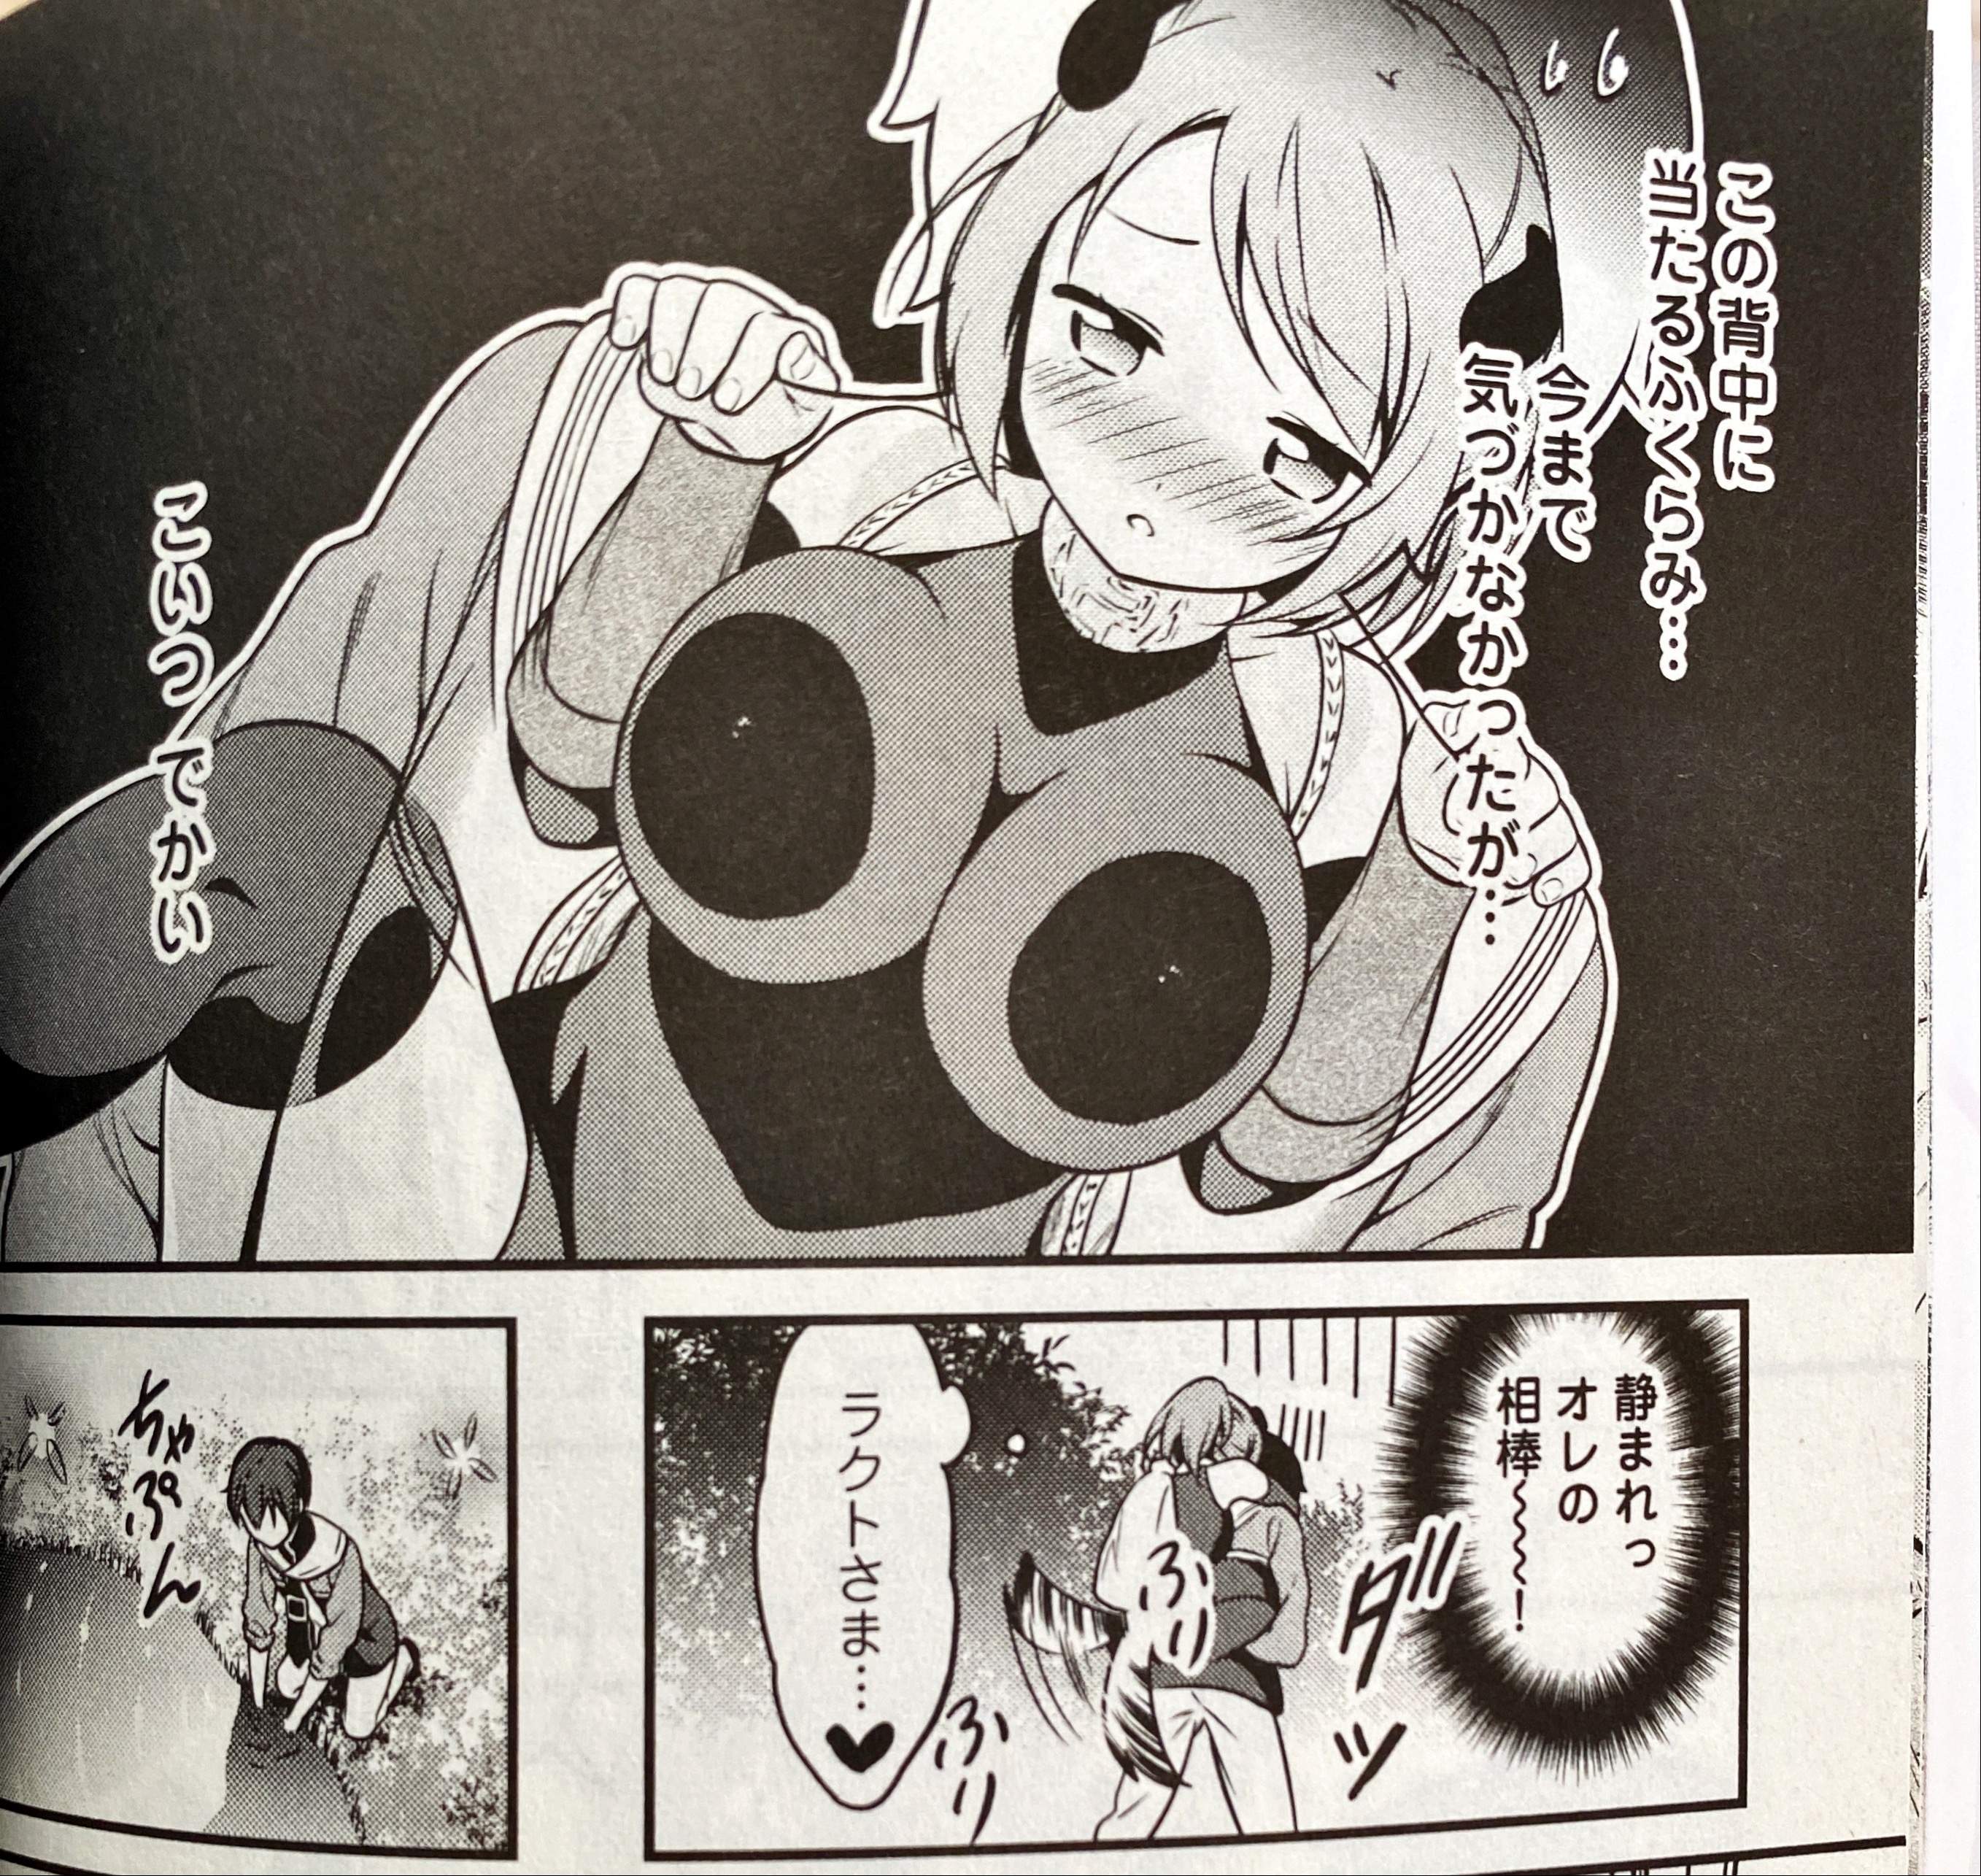 この背中に
当たるふくらみ…
今まで
気づかなかったが…
こいつでかい
静まれっ
オレの
相棒～～～！
ダッ
ふり
ふり
ラクトさま…♥
ちゃぷん